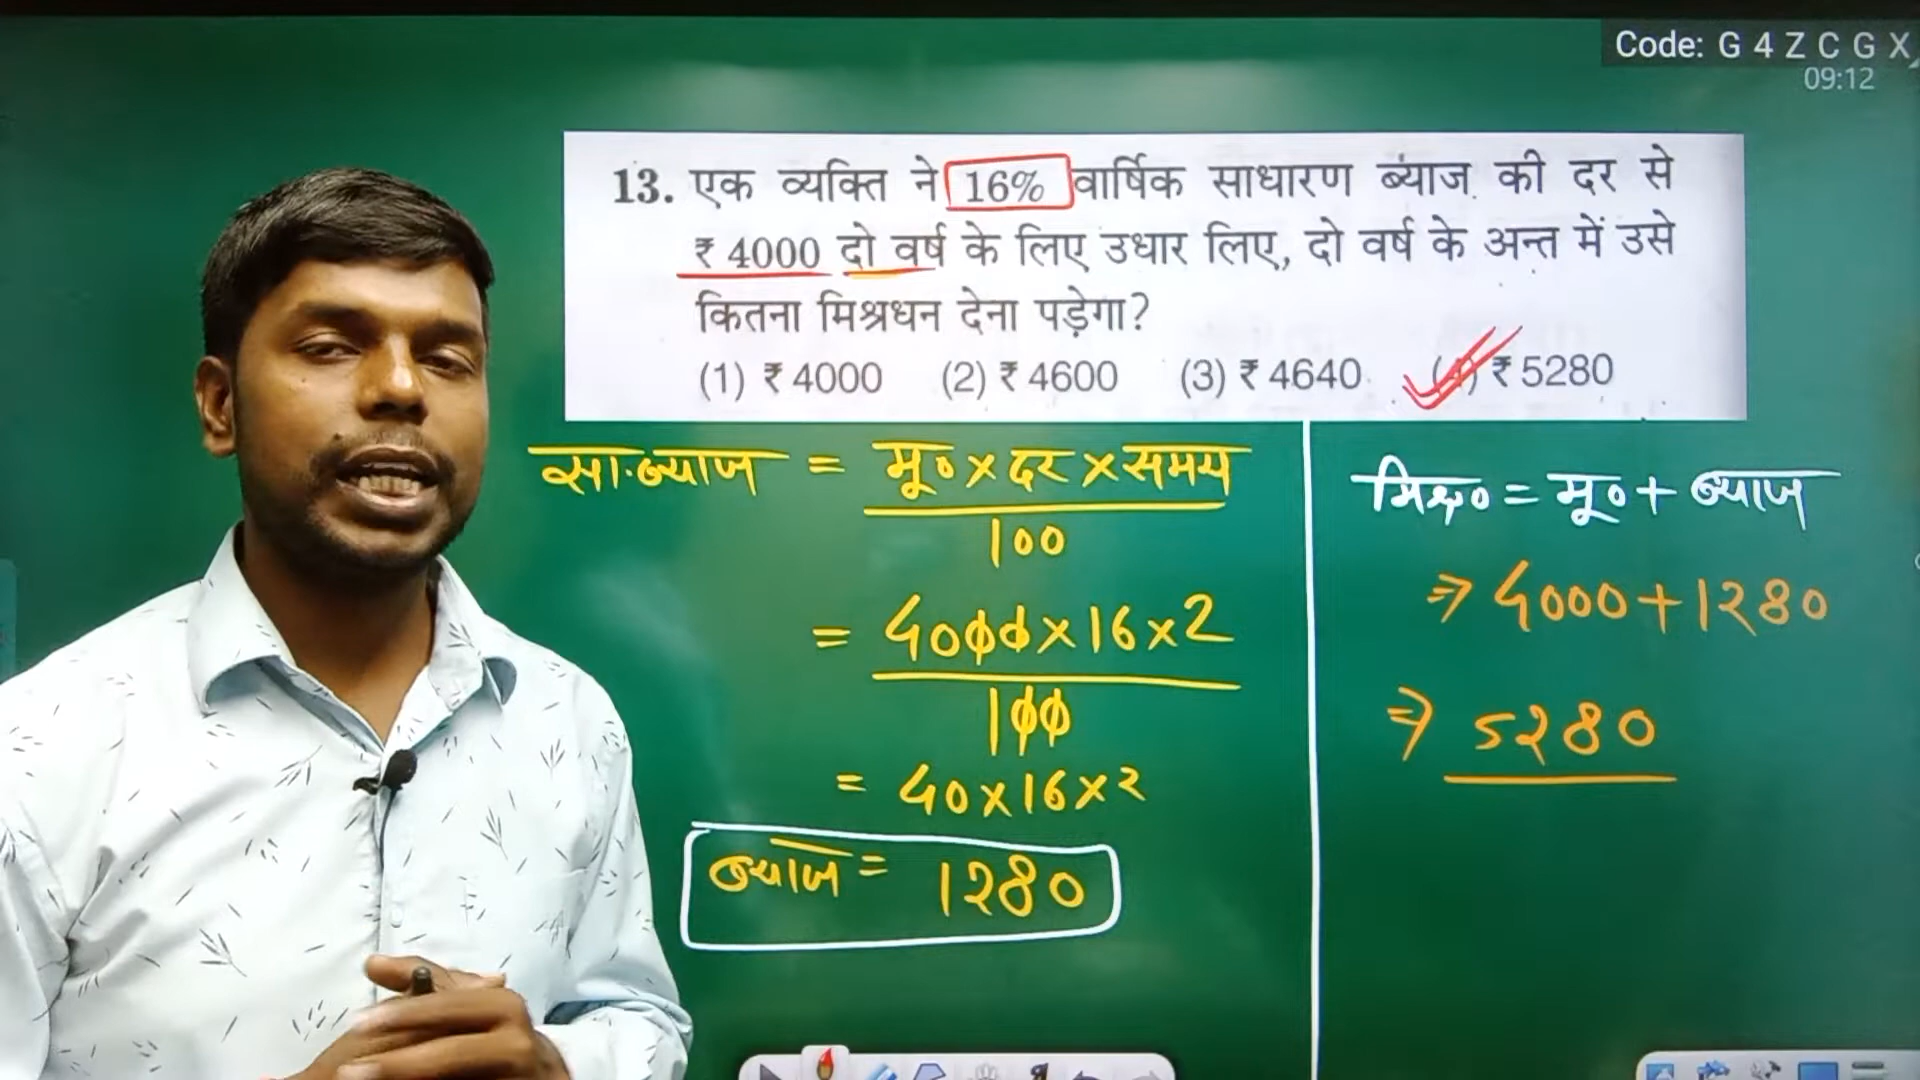 Code: G 4 Z C G X
09:12
13. एक व्यक्ति ने 16% वार्षिक साधारण ब्याज की दर से
₹ 4000 दो वर्ष के लिए उधार लिए, दो वर्ष के अन्त में उसे
कितना मिश्रधन देना पड़ेगा?
(1) ₹ 4000 (2) ₹ 4600 (3) ₹ 4640 (4) ₹ 5280
सा.ब्याज = मू० × दर × समय
100
= 4000 × 16 × 2
100
= 40 × 16 × 2
ब्याज = 1280
मिश्र० = मू० + ब्याज
⇒ 4000 + 1280
⇒ 5280